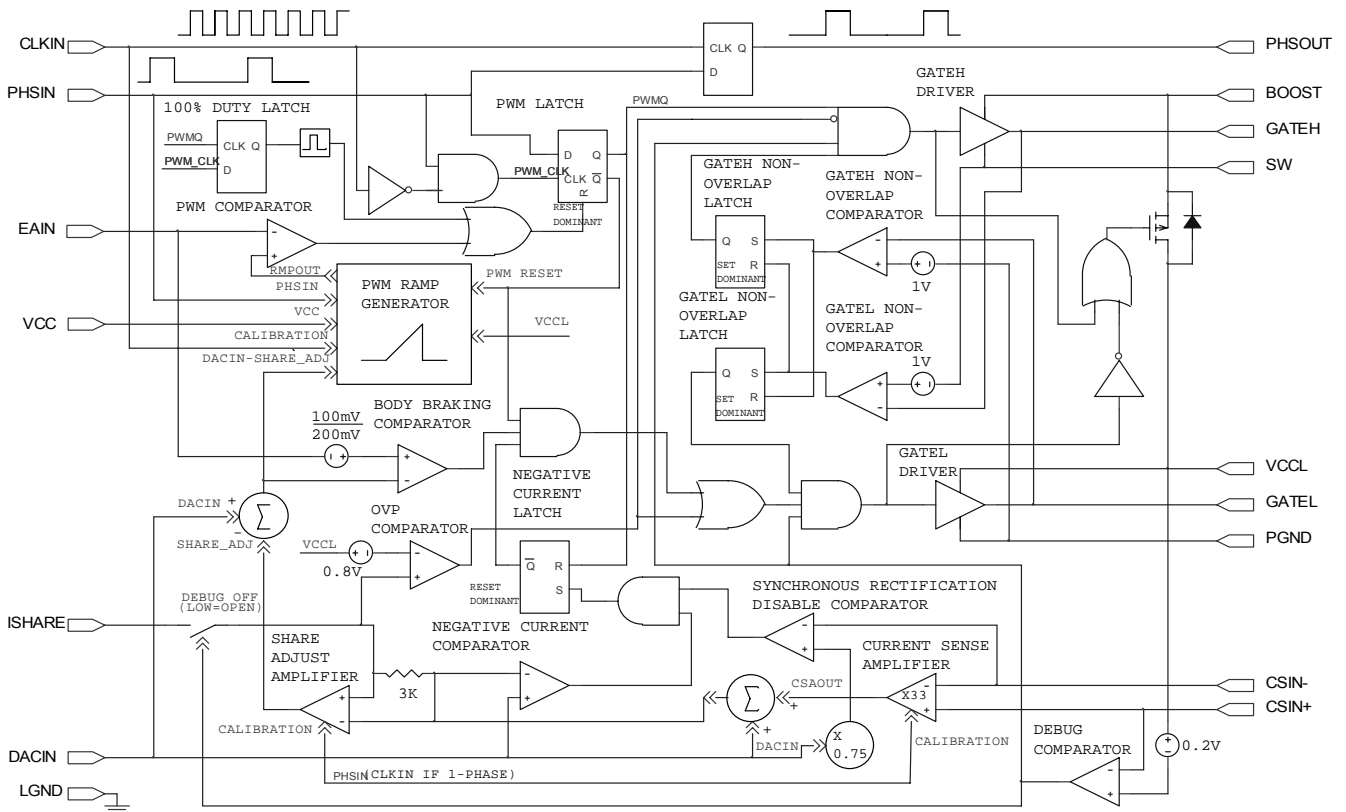 CLKIN
CLK Q
D
PHSOUT
PHSIN
100% DUTY LATCH
PWM LATCH
PWMQ
GATEH
DRIVER
BOOST
GATEH
PWMQ
PWM_CLK
CLK Q
D
D Q
CLK Q
R
PWM_CLK
RESET
DOMINANT
GATEH NON-
OVERLAP
LATCH
GATEH NON-
OVERLAP
COMPARATOR
SW
PWM COMPARATOR
EAIN
-
+
Q S
SET R
DOMINANT
-
+
1V
RMPOUT
PHSIN
VCC
CALIBRATION
DACIN-SHARE_ADJ
PWM RAMP
GENERATOR
PWM RESET
VCCL
VCC
GATEL NON-
OVERLAP
LATCH
GATEL NON-
OVERLAP
COMPARATOR
1V
Q S
SET R
DOMINANT
+
-
100mV
200mV
BODY BRAKING
COMPARATOR
+
-
NEGATIVE
CURRENT
LATCH
GATEL
DRIVER
VCCL
GATEL
PGND
DACIN +
-
Σ
SHARE_ADJ
OVP
COMPARATOR
VCCL
0.8V
-
+
Q R
S
RESET
DOMINANT
DEBUG OFF
(LOW=OPEN)
ISHARE
SHARE
ADJUST
AMPLIFIER
NEGATIVE CURRENT
COMPARATOR
SYNCHRONOUS RECTIFICATION
DISABLE COMPARATOR
-
+
CURRENT SENSE
AMPLIFIER
3K
+
-
-
+
Σ
CSAOUT
+
+
X33
-
+
CSIN-
CSIN+
CALIBRATION
DACIN
DACIN
X
0.75
CALIBRATION
DEBUG
COMPARATOR
-
+
+
-
0.2V
PHSIN (CLKIN IF 1-PHASE)
LGND